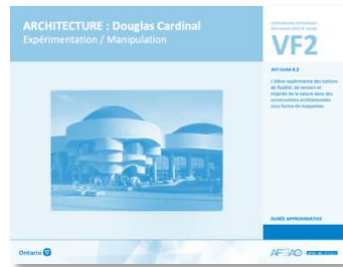 ARCHITECTURE : Douglas Cardinal
Expérimentation / Manipulation
VF2
L'élève expérimente des notions
de fluidité, de tension et
inspirée de la nature dans des
constructions architecturales
sous forme de maquettes.
DURÉE APPROXIMATIVE
Ontario